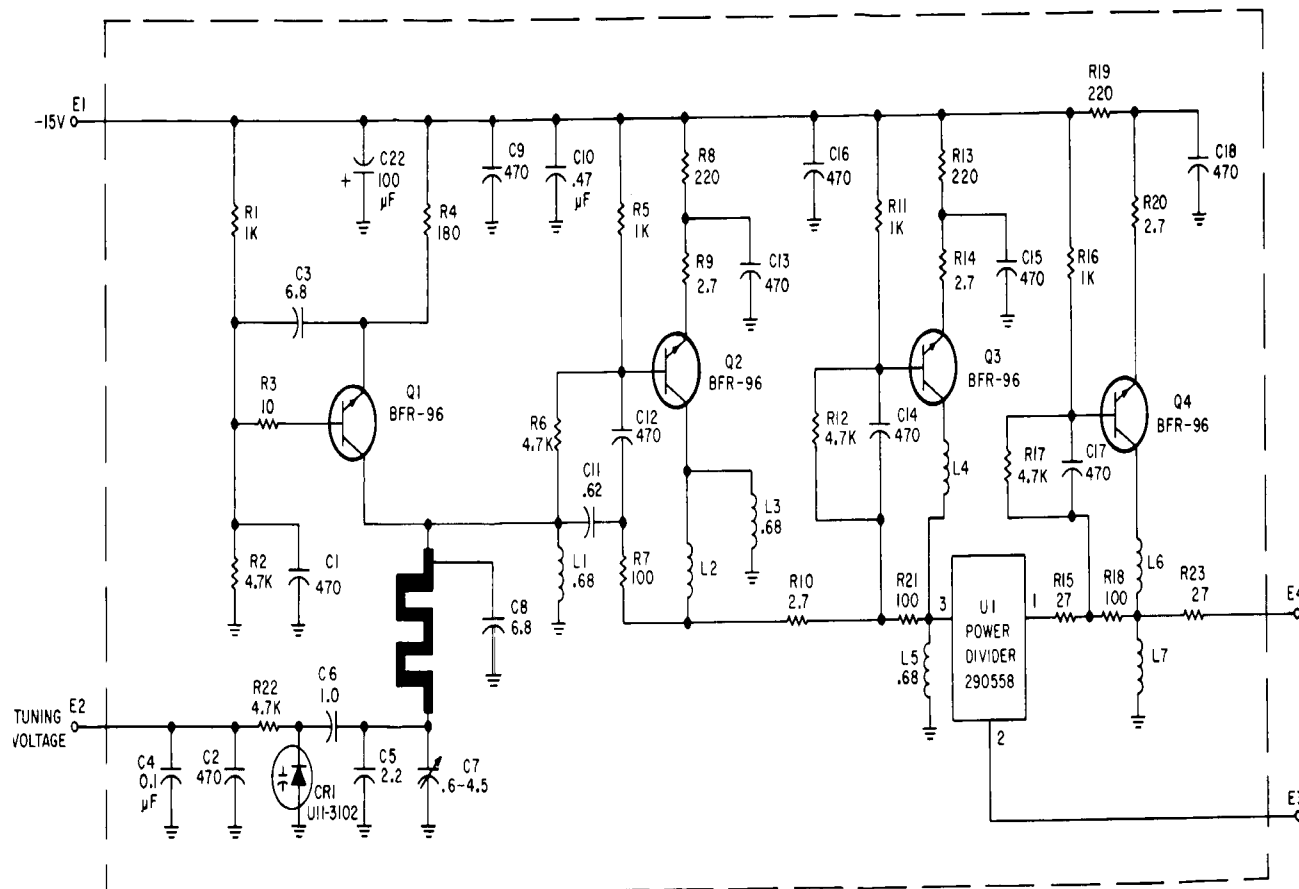 E1
-15V
R19
220
C22
100
µF
+
C9
470
C10
.47
µF
R8
220
C16
470
R13
220
C18
470
R1
1K
R4
180
R5
1K
R11
1K
R20
2.7
R9
2.7
C13
470
R14
2.7
C15
470
R16
1K
C3
6.8
R3
10
Q1
BFR-96
Q2
BFR-96
Q3
BFR-96
Q4
BFR-96
R6
4.7K
C12
470
R12
4.7K
C14
470
R17
4.7K
C17
470
C11
.62
L3
.68
L4
R2
4.7K
C1
470
L1
.68
R7
100
L2
L6
C8
6.8
R10
2.7
R21
100
3
U1
POWER
DIVIDER
290558
1
R15
27
R18
100
R23
27
E4
L5
.68
L7
2
TUNING
VOLTAGE
E2
R22
4.7K
C6
1.0
C4
0.1
µF
C2
470
CR1
U11-3102
C5
2.2
C7
.6-4.5
E3